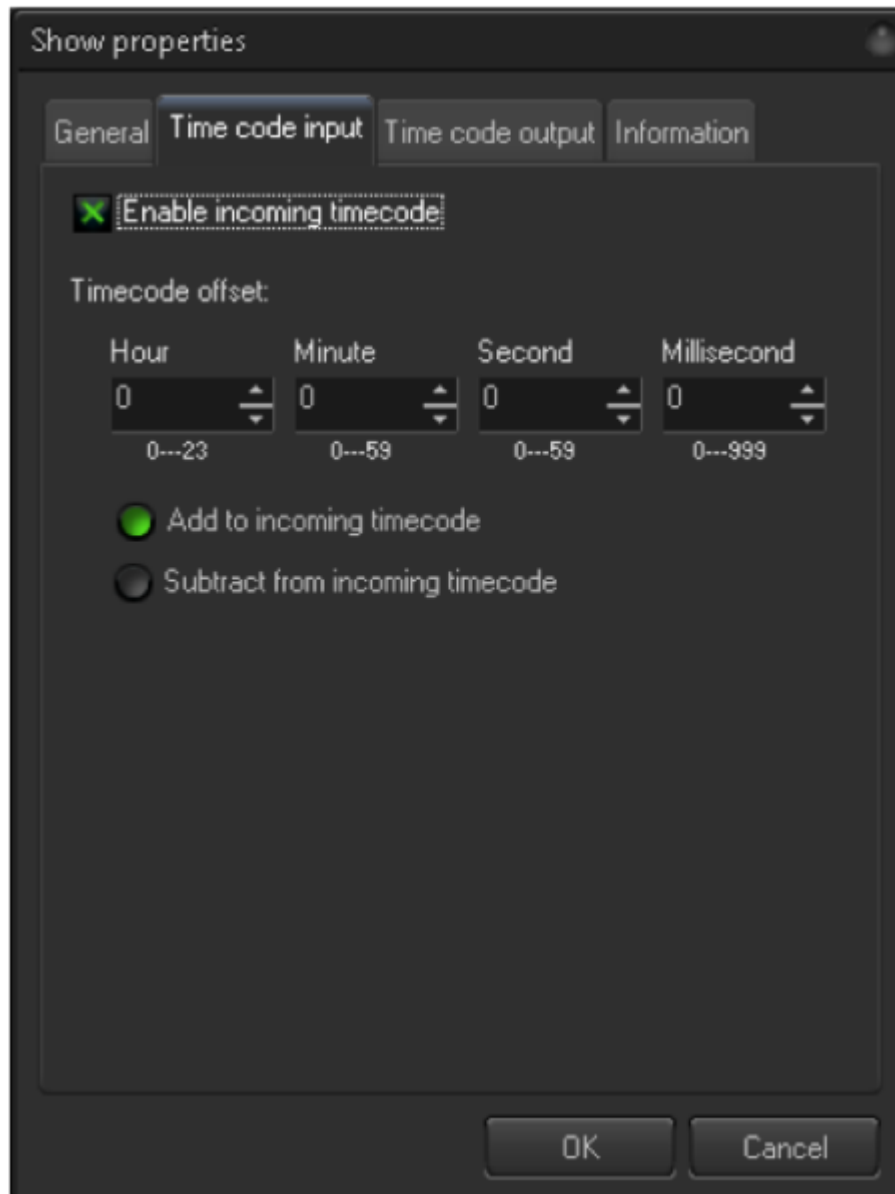 Show properties
General Time code input Time code output Information
Enable incoming timecode
Timecode offset:
Hour Minute Second Millisecond
0 0 0 0
0---23 0---59 0---59 0---999
Add to incoming timecode
Subtract from incoming timecode
OK Cancel